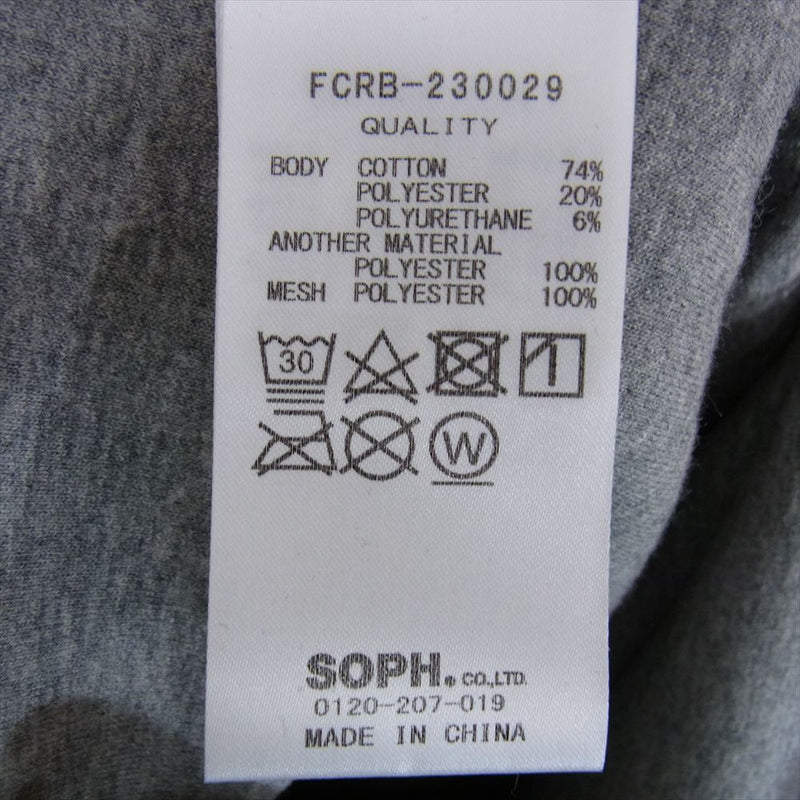 FCRB-230029
QUALITY
BODY COTTON 74%
POLYESTER 20%
POLYURETHANE 6%
ANOTHER MATERIAL
POLYESTER 100%
MESH POLYESTER 100%
30
W
SOPH.® CO.,LTD.
0120-207-019
MADE IN CHINA